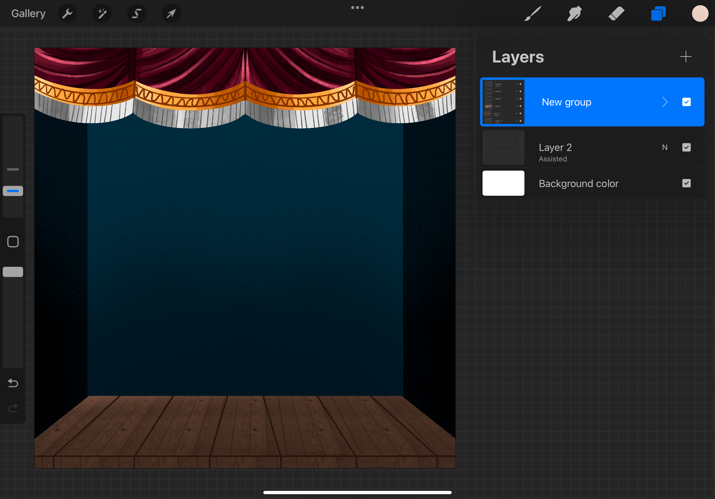 Gallery
Layers
New group
Layer 2
N
Assisted
Background color